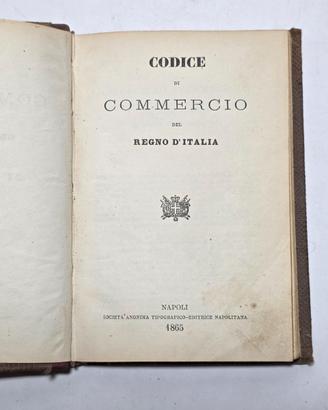 CODICE
DI
COMMERCIO
DEL
REGNO D'ITALIA
NAPOLI
SOCIETÀ ANONIMA TIPOGRAFICO-EDITRICE NAPOLITANA
1865